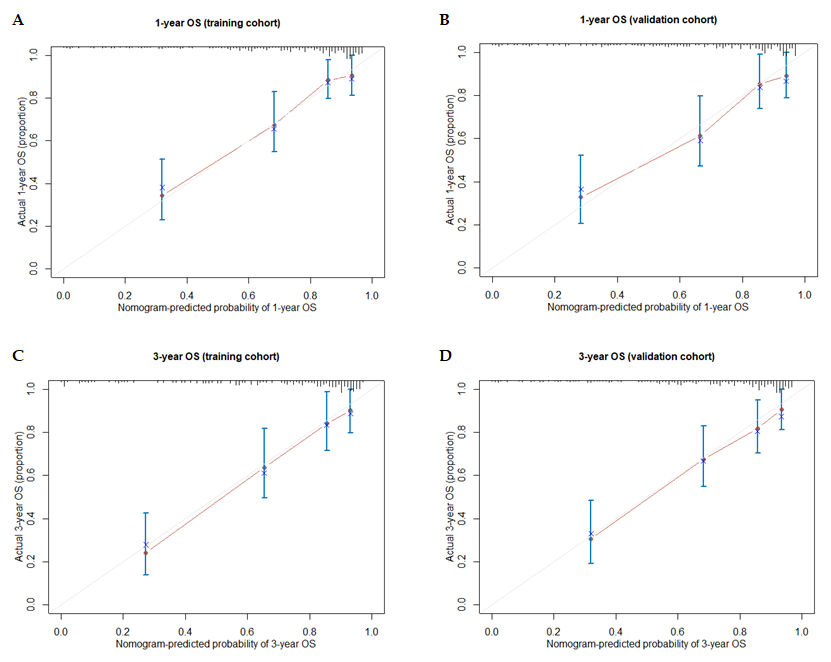 A
1-year OS (training cohort)
Actual 1-year OS (proportion)
0.0 0.2 0.4 0.6 0.8 1.0
0.0 0.2 0.4 0.6 0.8 1.0
Nomogram-predicted probability of 1-year OS
B
1-year OS (validation cohort)
Actual 1-year OS (proportion)
0.0 0.2 0.4 0.6 0.8 1.0
0.0 0.2 0.4 0.6 0.8 1.0
Nomogram-predicted probability of 1-year OS
C
3-year OS (training cohort)
Actual 3-year OS (proportion)
0.0 0.2 0.4 0.6 0.8 1.0
0.0 0.2 0.4 0.6 0.8 1.0
Nomogram-predicted probability of 3-year OS
D
3-year OS (validation cohort)
Actual 3-year OS (proportion)
0.0 0.2 0.4 0.6 0.8 1.0
0.0 0.2 0.4 0.6 0.8 1.0
Nomogram-predicted probability of 3-year OS